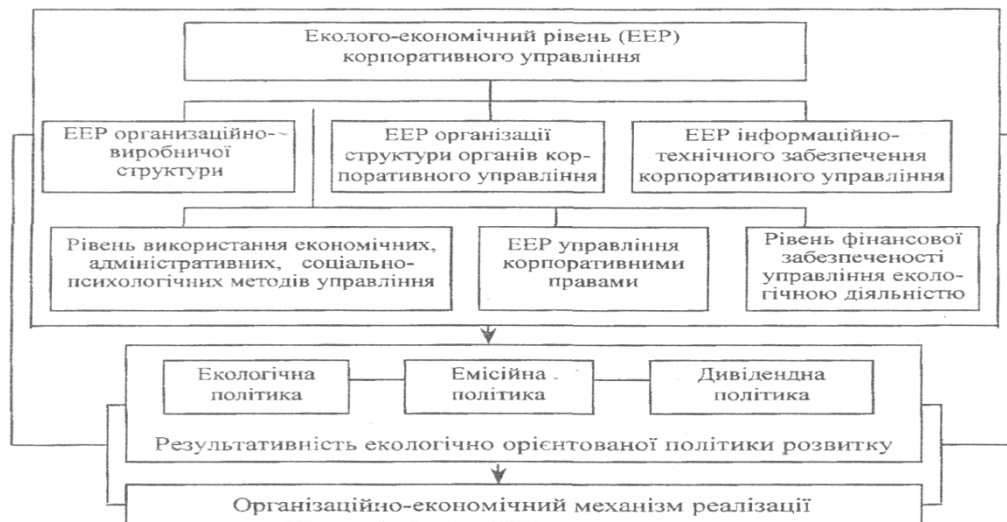 Еколого-економічний рівень (ЕЕР)
корпоративного управління
ЕЕР организаційно-
виробничої
структури
ЕЕР організації
структури органів кор-
поративного управління
ЕЕР інформаційно-
технічного забезпечення
корпоративного управління
Рівень використання економічних,
адміністративних, соціально-
психологічних методів управління
ЕЕР управління
корпоративними
правами
Рівень фінансової
забезпеченості
управління еколо-
гічною діяльністю
Екологічна
політика
Емісійна
політика
Дивідендна
політика
Результативність екологічно орієнтованої політики розвитку
Організаційно-економічний механізм реалізації